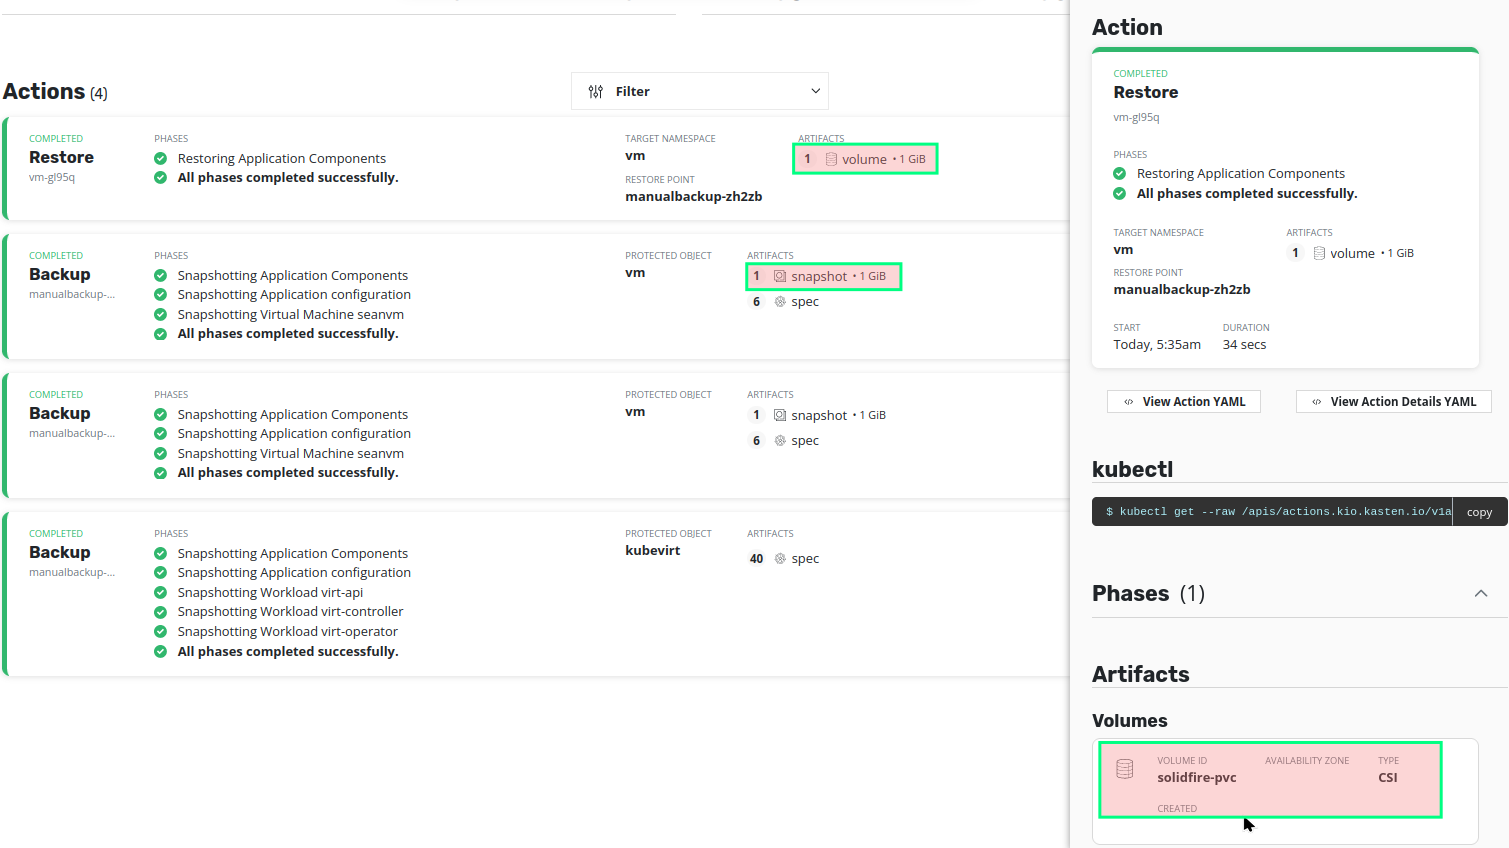 Actions (4)
Filter
COMPLETED
Restore
vm-gl95q
PHASES
Restoring Application Components
All phases completed successfully.
TARGET NAMESPACE
vm
RESTORE POINT
manualbackup-zh2zb
ARTIFACTS
1 volume • 1 GiB
COMPLETED
Backup
manualbackup-...
PHASES
Snapshotting Application Components
Snapshotting Application configuration
Snapshotting Virtual Machine seanvm
All phases completed successfully.
PROTECTED OBJECT
vm
ARTIFACTS
1 snapshot • 1 GiB
6 spec
COMPLETED
Backup
manualbackup-...
PHASES
Snapshotting Application Components
Snapshotting Application configuration
Snapshotting Virtual Machine seanvm
All phases completed successfully.
PROTECTED OBJECT
vm
ARTIFACTS
1 snapshot • 1 GiB
6 spec
COMPLETED
Backup
manualbackup-...
PHASES
Snapshotting Application Components
Snapshotting Application configuration
Snapshotting Workload virt-api
Snapshotting Workload virt-controller
Snapshotting Workload virt-operator
All phases completed successfully.
PROTECTED OBJECT
kubevirt
ARTIFACTS
40 spec
Action
COMPLETED
Restore
vm-gl95q
PHASES
Restoring Application Components
All phases completed successfully.
TARGET NAMESPACE
vm
RESTORE POINT
manualbackup-zh2zb
ARTIFACTS
1 volume • 1 GiB
START
Today, 5:35am
DURATION
34 secs
</> View Action YAML
</> View Action Details YAML
kubectl
$ kubectl get --raw /apis/actions.kio.kasten.io/v1a
copy
Phases (1)
Artifacts
Volumes
VOLUME ID
solidfire-pvc
AVAILABILITY ZONE
TYPE
CSI
CREATED